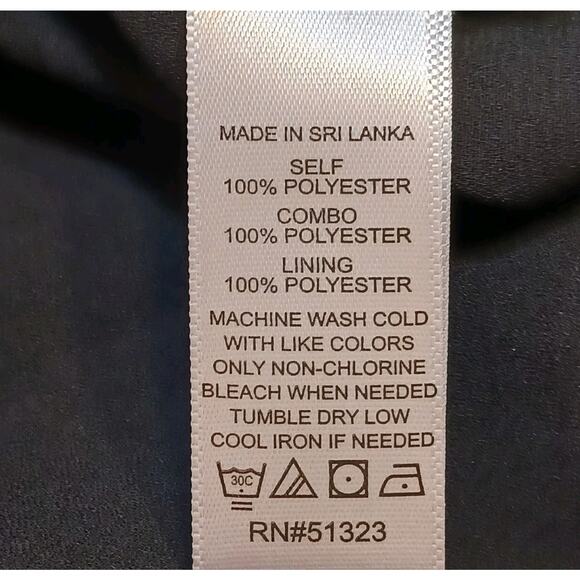 MADE IN SRI LANKA
SELF
100% POLYESTER
COMBO
100% POLYESTER
LINING
100% POLYESTER
MACHINE WASH COLD
WITH LIKE COLORS
ONLY NON-CHLORINE
BLEACH WHEN NEEDED
TUMBLE DRY LOW
COOL IRON IF NEEDED
30C
RN#51323